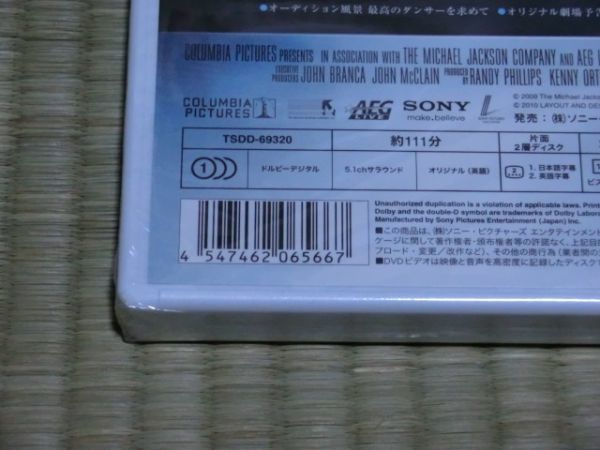 ●オーディション風景 最高のダンサーを求めて ●オリジナル劇場予告
COLUMBIA PICTURES PRESENTS IN ASSOCIATION WITH THE MICHAEL JACKSON COMPANY AND AEG
EXECUTIVE PRODUCERS JOHN BRANCA JOHN McCLAIN PRODUCED BY RANDY PHILLIPS KENNY ORT
COLUMBIA PICTURES
AEG LIVE
SONY
make.believe
© 2009 The Michael Jacks
© 2010 LAYOUT AND DES
発売:(株)ソニー・
TSDD-69320 約111分 片面 2層ディスク
1 ドルビーデジタル 5.1chサラウンド オリジナル(英語) 2 1. 日本語字幕 2. 英語字幕
Unauthorized duplication is a violation of applicable laws. Print
Dolby and the double-D symbol are trademarks of Dolby Labora
Manufactured by Sony Pictures Entertainment (Japan) Inc.
■この商品は、(株)ソニー・ピクチャーズ エンタテインメント
ケージに関して著作権者・頒布権者等の許諾なく、上記目
プロード・変更/改作など)、その他の商行為(業者間の
■DVDビデオは映像と音声を高密度に記録したディスクで
4 547462 065667